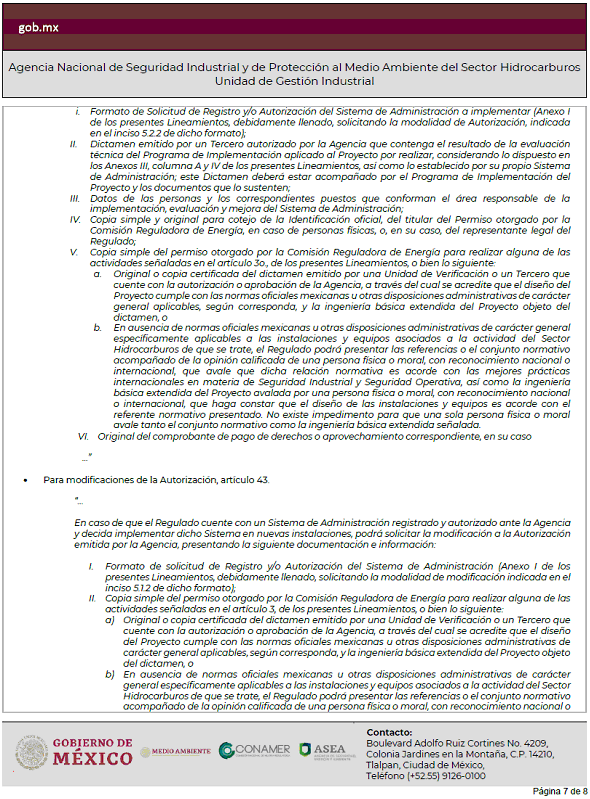 gob.mx
Agencia Nacional de Seguridad Industrial y de Protección al Medio Ambiente del Sector Hidrocarburos
Unidad de Gestión Industrial
i. Formato de Solicitud de Registro y/o Autorización del Sistema de Administración a implementar (Anexo I
de los presentes Lineamientos, debidamente llenado, solicitando la modalidad de Autorización, indicada
en el inciso 5.2.2 de dicho formato);
II. Dictamen emitido por un Tercero autorizado por la Agencia que contenga el resultado de la evaluación
técnica del Programa de Implementación aplicado al Proyecto por realizar, considerando lo dispuesto en
los Anexos III, columna A y IV de los presentes Lineamientos, así como lo establecido por su propio Sistema
de Administración; este Dictamen deberá estar acompañado por el Programa de Implementación del
Proyecto y los documentos que lo sustenten;
III. Datos de las personas y los correspondientes puestos que conforman el área responsable de la
implementación, evaluación y mejora del Sistema de Administración;
IV. Copia simple y original para cotejo de la Identificación oficial, del titular del Permiso otorgado por la
Comisión Reguladora de Energía, en caso de personas físicas, o, en su caso, del representante legal del
Regulado;
V. Copia simple del permiso otorgado por la Comisión Reguladora de Energía para realizar alguna de las
actividades señaladas en el artículo 3o., de los presentes Lineamientos, o bien lo siguiente:
a. Original o copia certificada del dictamen emitido por una Unidad de Verificación o un Tercero que
cuente con la autorización o aprobación de la Agencia, a través del cual se acredite que el diseño del
Proyecto cumple con las normas oficiales mexicanas u otras disposiciones administrativas de carácter
general aplicables, según corresponda, y la ingeniería básica extendida del Proyecto objeto del
dictamen, o
b. En ausencia de normas oficiales mexicanas u otras disposiciones administrativas de carácter general
específicamente aplicables a las instalaciones y equipos asociados a la actividad del Sector
Hidrocarburos de que se trate, el Regulado podrá presentar las referencias o el conjunto normativo
acompañado de la opinión calificada de una persona física o moral, con reconocimiento nacional o
internacional, que avale que dicha relación normativa es acorde con las mejores prácticas
internacionales en materia de Seguridad Industrial y Seguridad Operativa, así como la ingeniería
básica extendida del Proyecto avalada por una persona física o moral, con reconocimiento nacional
o internacional, que haga constar que el diseño de las instalaciones y equipos es acorde con el
referente normativo presentado. No existe impedimento para que una sola persona física o moral
avale tanto el conjunto normativo como la ingeniería básica extendida señalada.
VI. Original del comprobante de pago de derechos o aprovechamiento correspondiente, en su caso
..."
• Para modificaciones de la Autorización, artículo 43.
"...
En caso de que el Regulado cuente con un Sistema de Administración registrado y autorizado ante la Agencia
y decida implementar dicho Sistema en nuevas instalaciones, podrá solicitar la modificación a la Autorización
emitida por la Agencia, presentando la siguiente documentación e información:
I. Formato de solicitud de Registro y/o Autorización del Sistema de Administración (Anexo I de los
presentes Lineamientos, debidamente llenado, solicitando la modalidad de modificación indicada en el
inciso 5.1.2 de dicho formato);
II. Copia simple del permiso otorgado por la Comisión Reguladora de Energía para realizar alguna de las
actividades señaladas en el artículo 3, de los presentes Lineamientos, o bien lo siguiente:
a) Original o copia certificada del dictamen emitido por una Unidad de Verificación o un Tercero que
cuente con la autorización o aprobación de la Agencia, a través del cual se acredite que el diseño
del Proyecto cumple con las normas oficiales mexicanas u otras disposiciones administrativas de
carácter general aplicables, según corresponda, y la ingeniería básica extendida del Proyecto objeto
del dictamen, o
b) En ausencia de normas oficiales mexicanas u otras disposiciones administrativas de carácter
general específicamente aplicables a las instalaciones y equipos asociados a la actividad del Sector
Hidrocarburos de que se trate, el Regulado podrá presentar las referencias o el conjunto normativo
acompañado de la opinión calificada de una persona física o moral, con reconocimiento nacional o
GOBIERNO DE
MÉXICO
MEDIO AMBIENTE
CONAMER
ASEA
Contacto:
Boulevard Adolfo Ruiz Cortines No. 4209,
Colonia Jardines en la Montaña, C.P. 14210,
Tlalpan, Ciudad de México,
Teléfono (+52.55) 9126-0100
Página 7 de 8